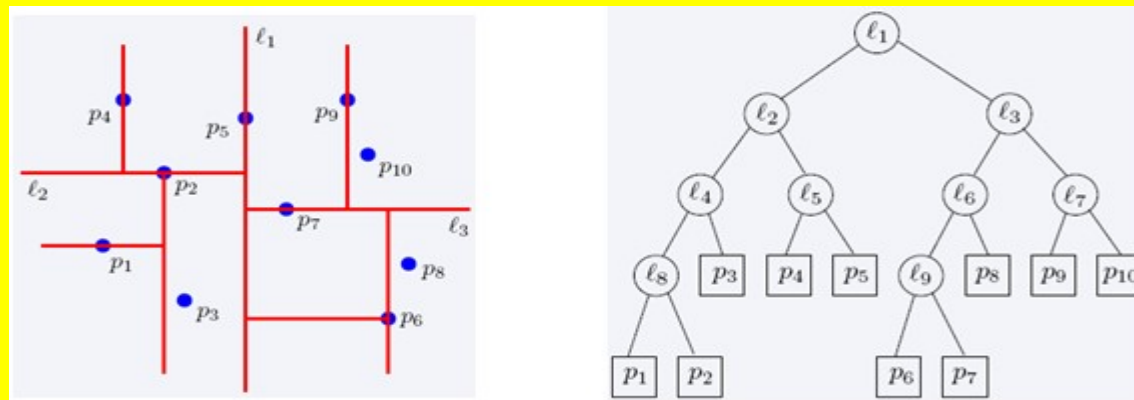 ℓ₁
p₄
p₉
p₅
p₁₀
ℓ₂
p₂
p₇
ℓ₃
p₁
p₈
p₃
p₆
ℓ₁
ℓ₂
ℓ₃
ℓ₄
ℓ₅
ℓ₆
ℓ₇
ℓ₈
p₃
p₄
p₅
ℓ₉
p₈
p₉
p₁₀
p₁
p₂
p₆
p₇